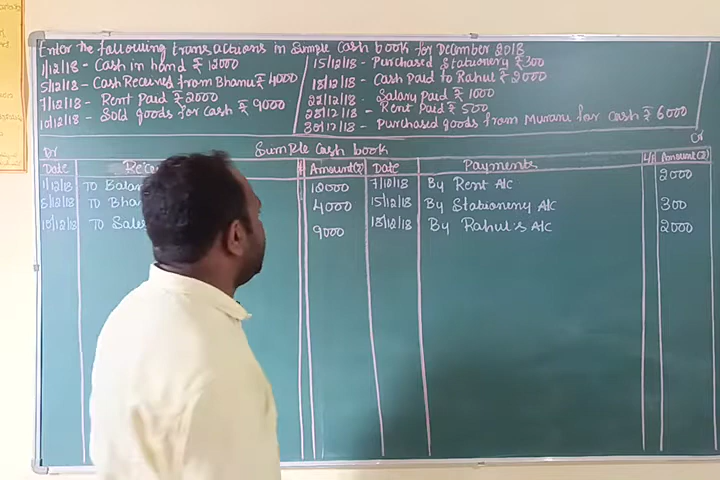 Enter the following transactions in Simple Cash book for December 2018
1/12/18 - Cash in hand ₹ 12000
5/12/18 - Cash Received from Bhanu ₹ 4000
7/12/18 - Rent Paid ₹ 2000
10/12/18 - Sold goods for cash ₹ 9000
15/12/18 - Purchased Stationery ₹ 300
18/12/18 - Cash Paid to Rahul ₹ 2000
22/12/18 Salary Paid ₹ 1000
28/12/18 - Rent Paid ₹ 500
30/12/18 - Purchased goods from Murari for cash ₹ 6000
Dr Simple Cash book Cr
Date Amount(₹) Date Payments L/F Amount(₹)
1/12/18 To 12000 7/12/18 By Rent A/c 2000
5/12/18 To 4000 15/12/18 By Stationery A/c 300
10/12/18 To 9000 18/12/18 By Rahul's A/c 2000